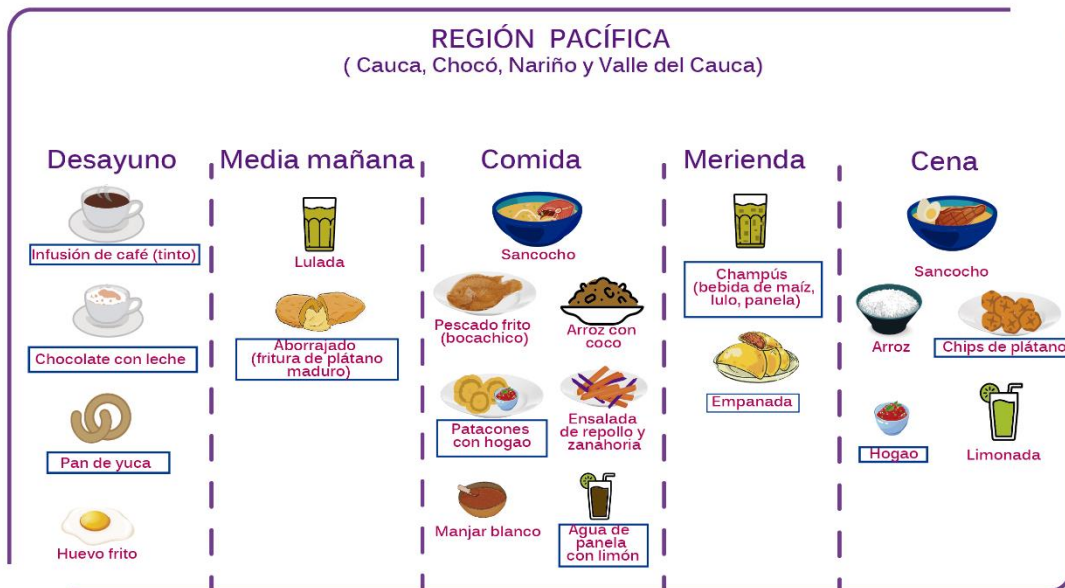 REGIÓN PACÍFICA
( Cauca, Chocó, Nariño y Valle del Cauca)
Desayuno
Infusión de café (tinto)
Chocolate con leche
Pan de yuca
Huevo frito
Media mañana
Lulada
Aborrajado
(fritura de plátano
maduro)
Comida
Sancocho
Pescado frito
(bocachico)
Arroz con
coco
Patacones
con hogao
Ensalada
de repollo y
zanahoria
Manjar blanco
Agua de
panela
con limón
Merienda
Champús
(bebida de maíz,
lulo, panela)
Empanada
Cena
Sancocho
Arroz
Chips de plátano
Hogao
Limonada